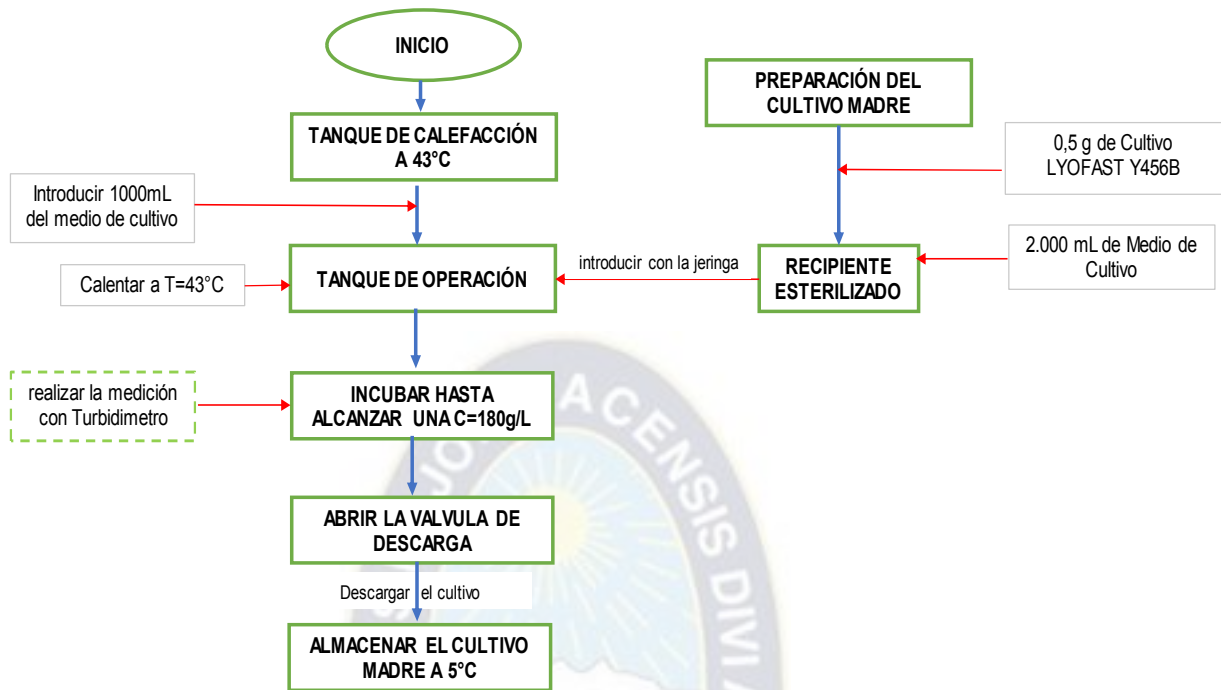 INICIO
TANQUE DE CALEFACCIÓN
A 43°C
Introducir 1000mL
del medio de cultivo
Calentar a T=43°C
TANQUE DE OPERACIÓN
introducir con la jeringa
PREPARACIÓN DEL
CULTIVO MADRE
0,5 g de Cultivo
LYOFAST Y456B
2.000 mL de Medio de
Cultivo
RECIPIENTE
ESTERILIZADO
realizar la medición
con Turbidimetro
INCUBAR HASTA
ALCANZAR UNA C=180g/L
ABRIR LA VALVULA DE
DESCARGA
Descargar el cultivo
ALMACENAR EL CULTIVO
MADRE A 5°C
ACENSIS DIVI A